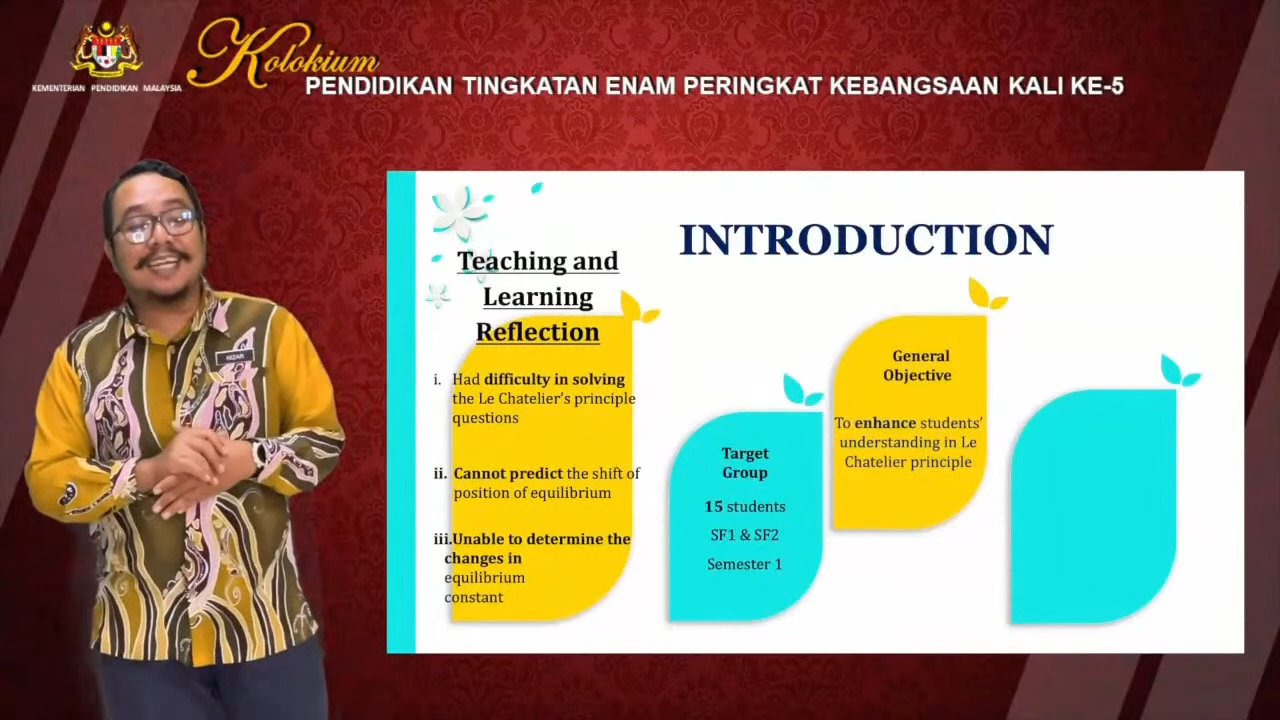 Kolokium
KEMENTERIAN PENDIDIKAN MALAYSIA
PENDIDIKAN TINGKATAN ENAM PERINGKAT KEBANGSAAN KALI KE-5
INTRODUCTION
Teaching and
Learning
Reflection
i. Had difficulty in solving
the Le Chatelier's principle
questions
ii. Cannot predict the shift of
position of equilibrium
iii.Unable to determine the
changes in
equilibrium
constant
Target
Group
15 students
SF1 & SF2
Semester 1
General
Objective
To enhance students'
understanding in Le
Chatelier principle
NIZAR